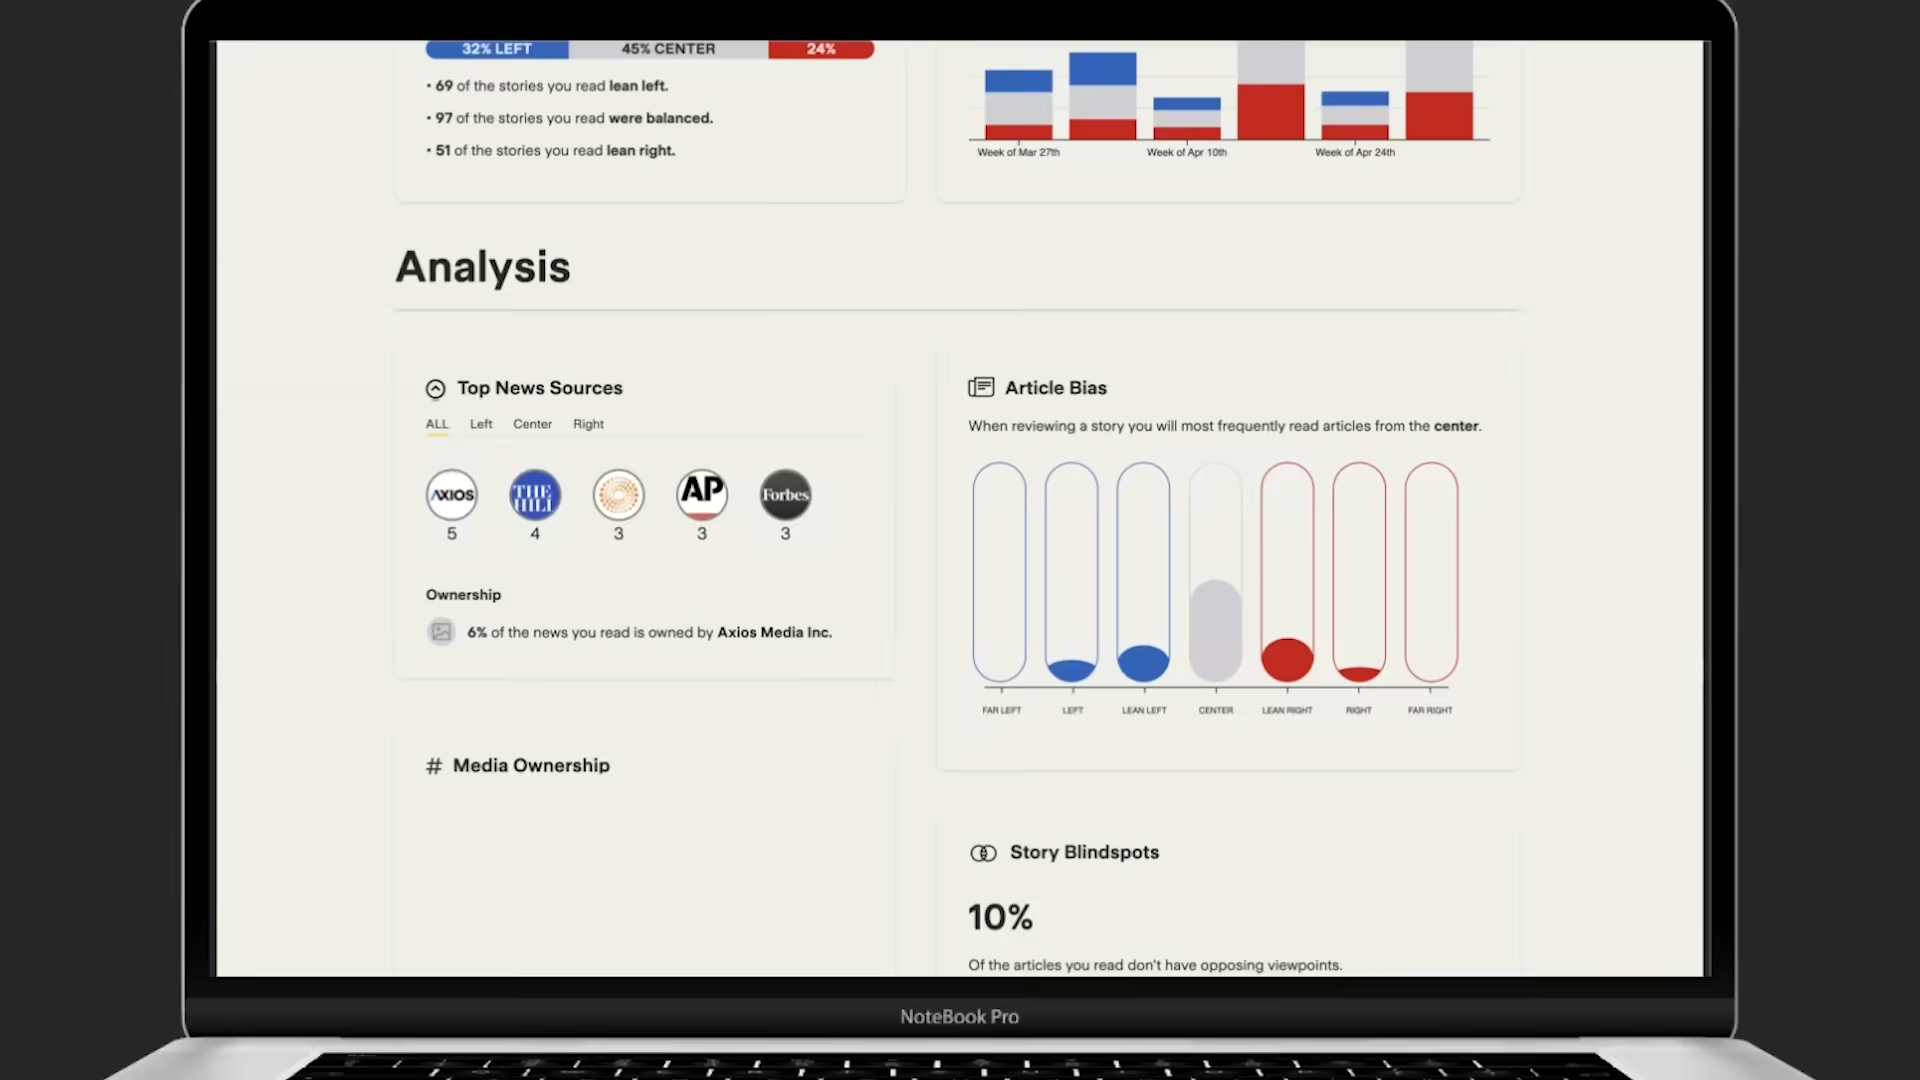 32% LEFT 45% CENTER 24%
• 69 of the stories you read lean left.
• 97 of the stories you read were balanced.
• 51 of the stories you read lean right.
Week of Mar 27th Week of Apr 10th Week of Apr 24th
Analysis
Top News Sources
ALL Left Center Right
AXIOS THE HILL AP Forbes
5 4 3 3 3
Ownership
6% of the news you read is owned by Axios Media Inc.
Article Bias
When reviewing a story you will most frequently read articles from the center.
FAR LEFT LEFT LEAN LEFT CENTER LEAN RIGHT RIGHT FAR RIGHT
# Media Ownership
Story Blindspots
10%
Of the articles you read don't have opposing viewpoints.
NoteBook Pro